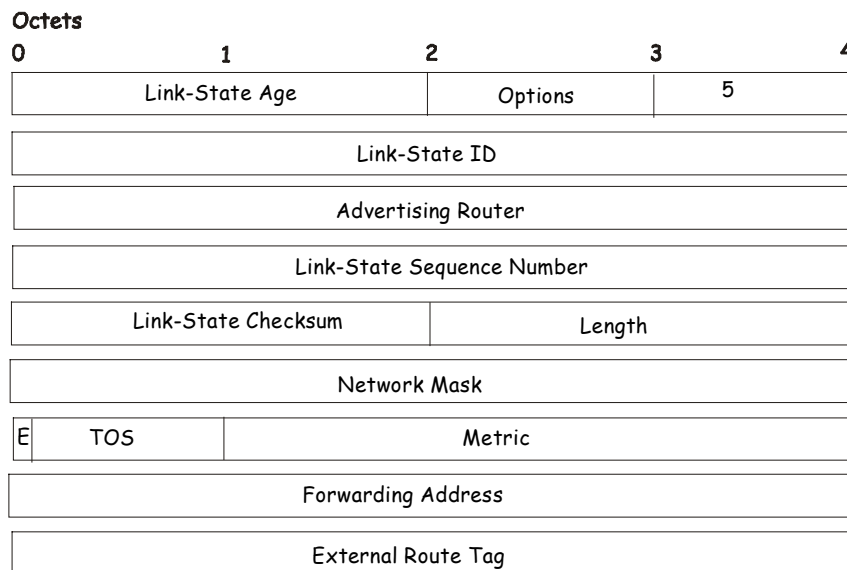 Octets
0 1 2 3 4
Link-State Age Options 5
Link-State ID
Advertising Router
Link-State Sequence Number
Link-State Checksum Length
Network Mask
E TOS Metric
Forwarding Address
External Route Tag